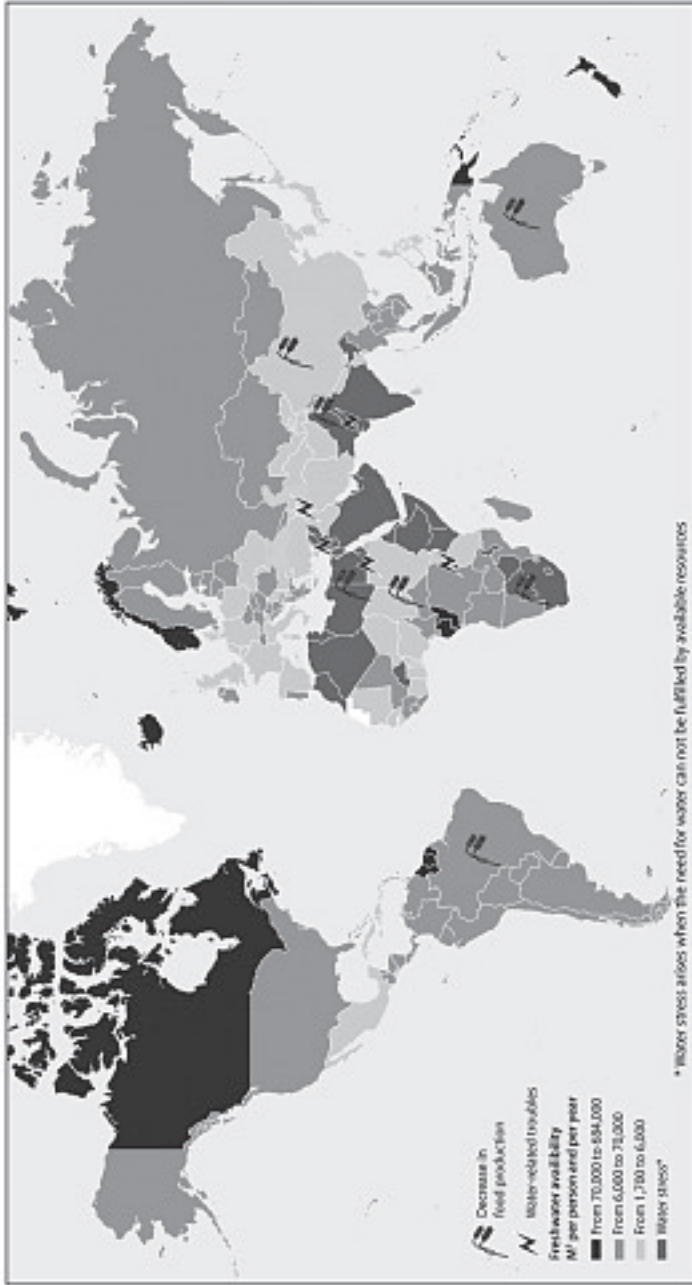 Decrease in
food production
Water-related troubles
Freshwater availibility
M³ per person and per year
From 70,000 to 684,000
From 6,000 to 70,000
From 1,700 to 6,000
Water stress*
* Water stress arises when the need for water can not be fulfilled by available resources